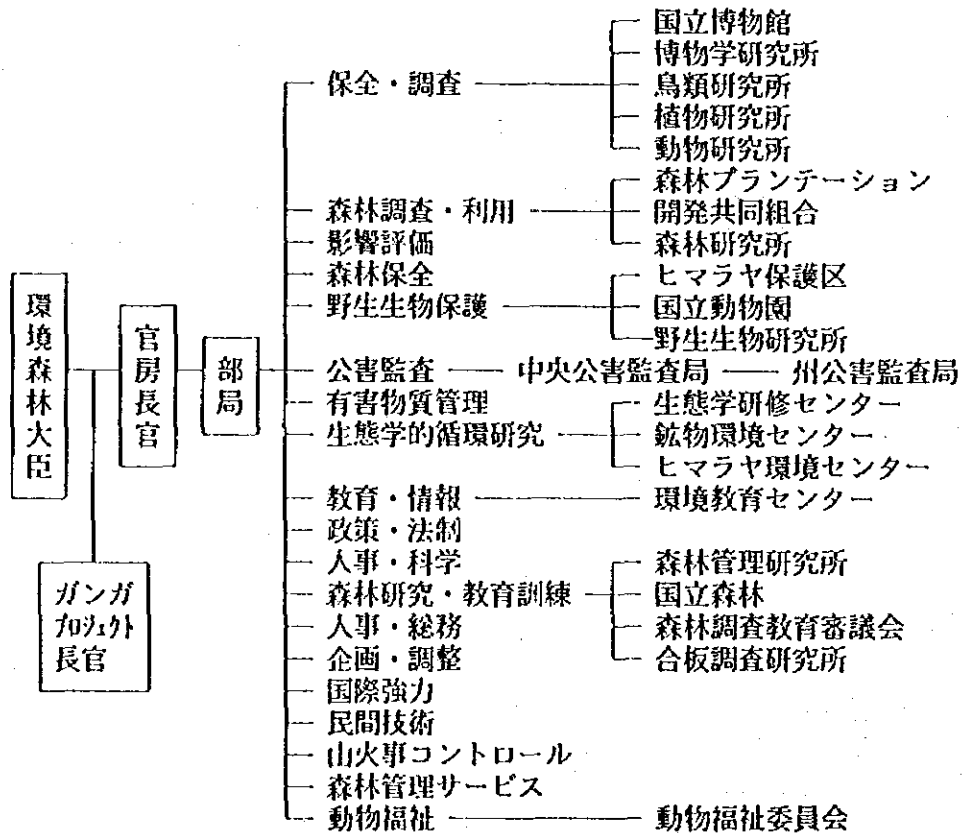 環境森林大臣
ガンガ
プロジェクト
長官
官房長官
部局
保全・調査
国立博物館
博物学研究所
鳥類研究所
植物研究所
動物研究所
森林調査・利用
森林プランテーション
開発共同組合
森林研究所
影響評価
森林保全
野生生物保護
ヒマラヤ保護区
国立動物園
野生生物研究所
公害監査 中央公害監査局 州公害監査局
有害物質管理
生態学的循環研究
生態学研修センター
鉱物環境センター
ヒマラヤ環境センター
教育・情報 環境教育センター
政策・法制
人事・科学
森林研究・教育訓練
森林管理研究所
国立森林
森林調査教育審議会
合板調査研究所
人事・総務
企画・調整
国際強力
民間技術
山火事コントロール
森林管理サービス
動物福祉 動物福祉委員会